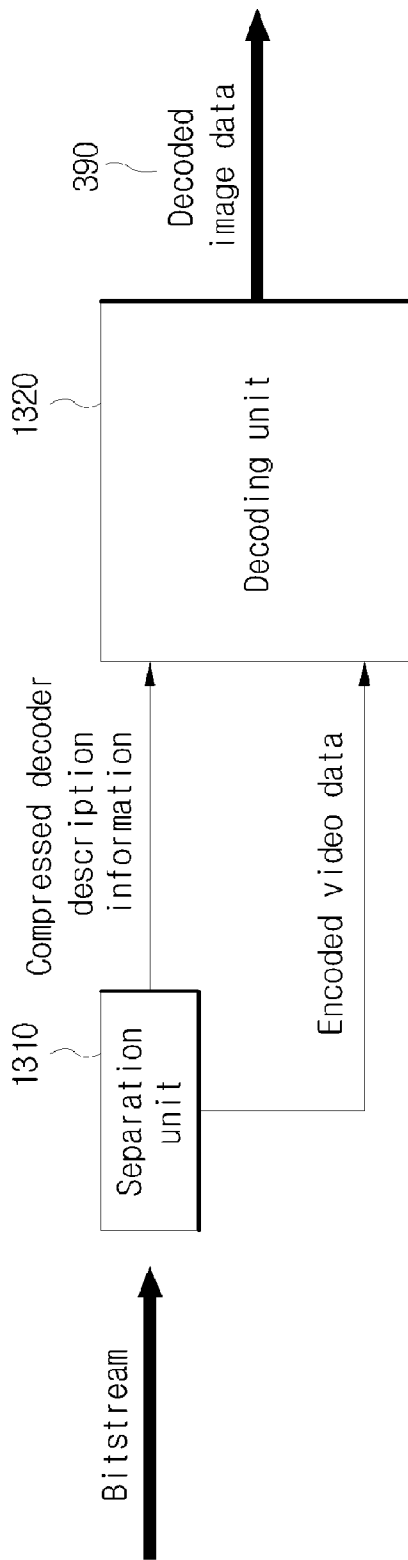 Bitstream
1310
Separation
unit
Compressed decoder
description
information
Encoded video data
1320
Decoding unit
390
Decoded
image data